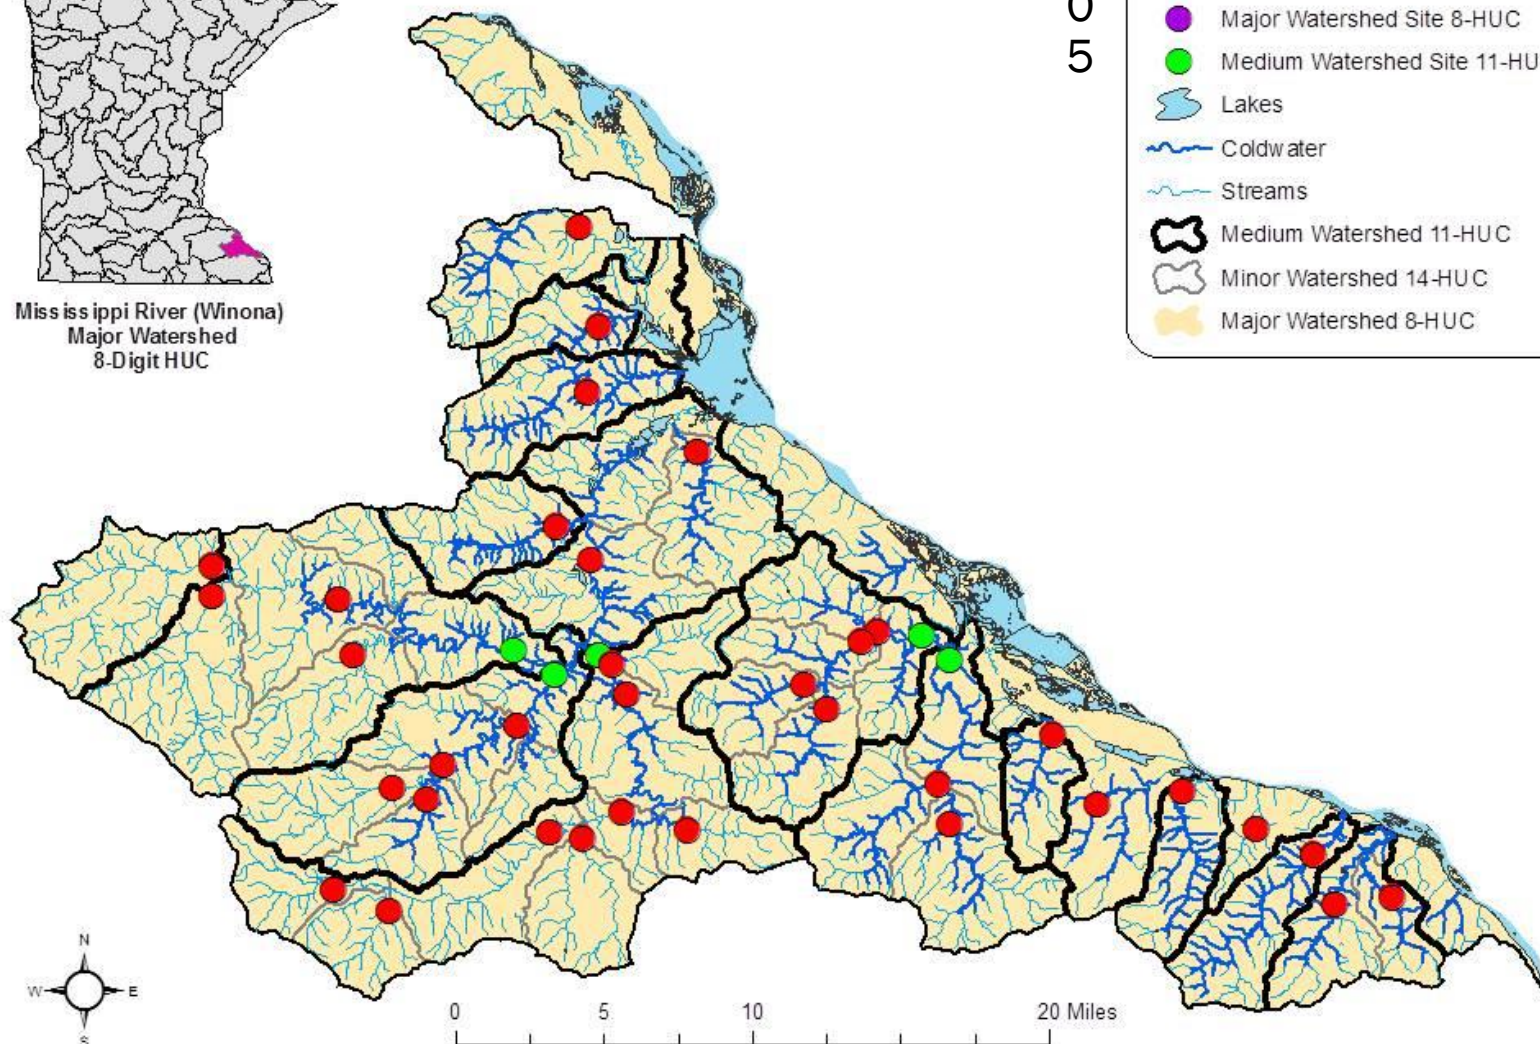 0
5
Major Watershed Site 8-HUC
Medium Watershed Site 11-HU
Lakes
Coldwater
Streams
Medium Watershed 11-HUC
Minor Watershed 14-HUC
Major Watershed 8-HUC
Mississippi River (Winona)
Major Watershed
8-Digit HUC
N
W E
S
0 5 10 20 Miles